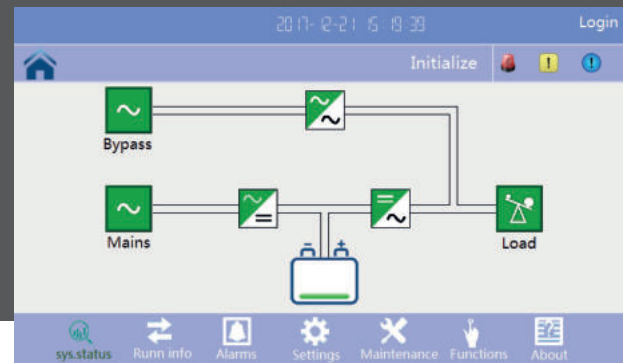 2017-12-21 15:19:39 Login
Initialize
Bypass
Mains
Load
sys.status Runn info Alarms Settings Maintenance Functions About